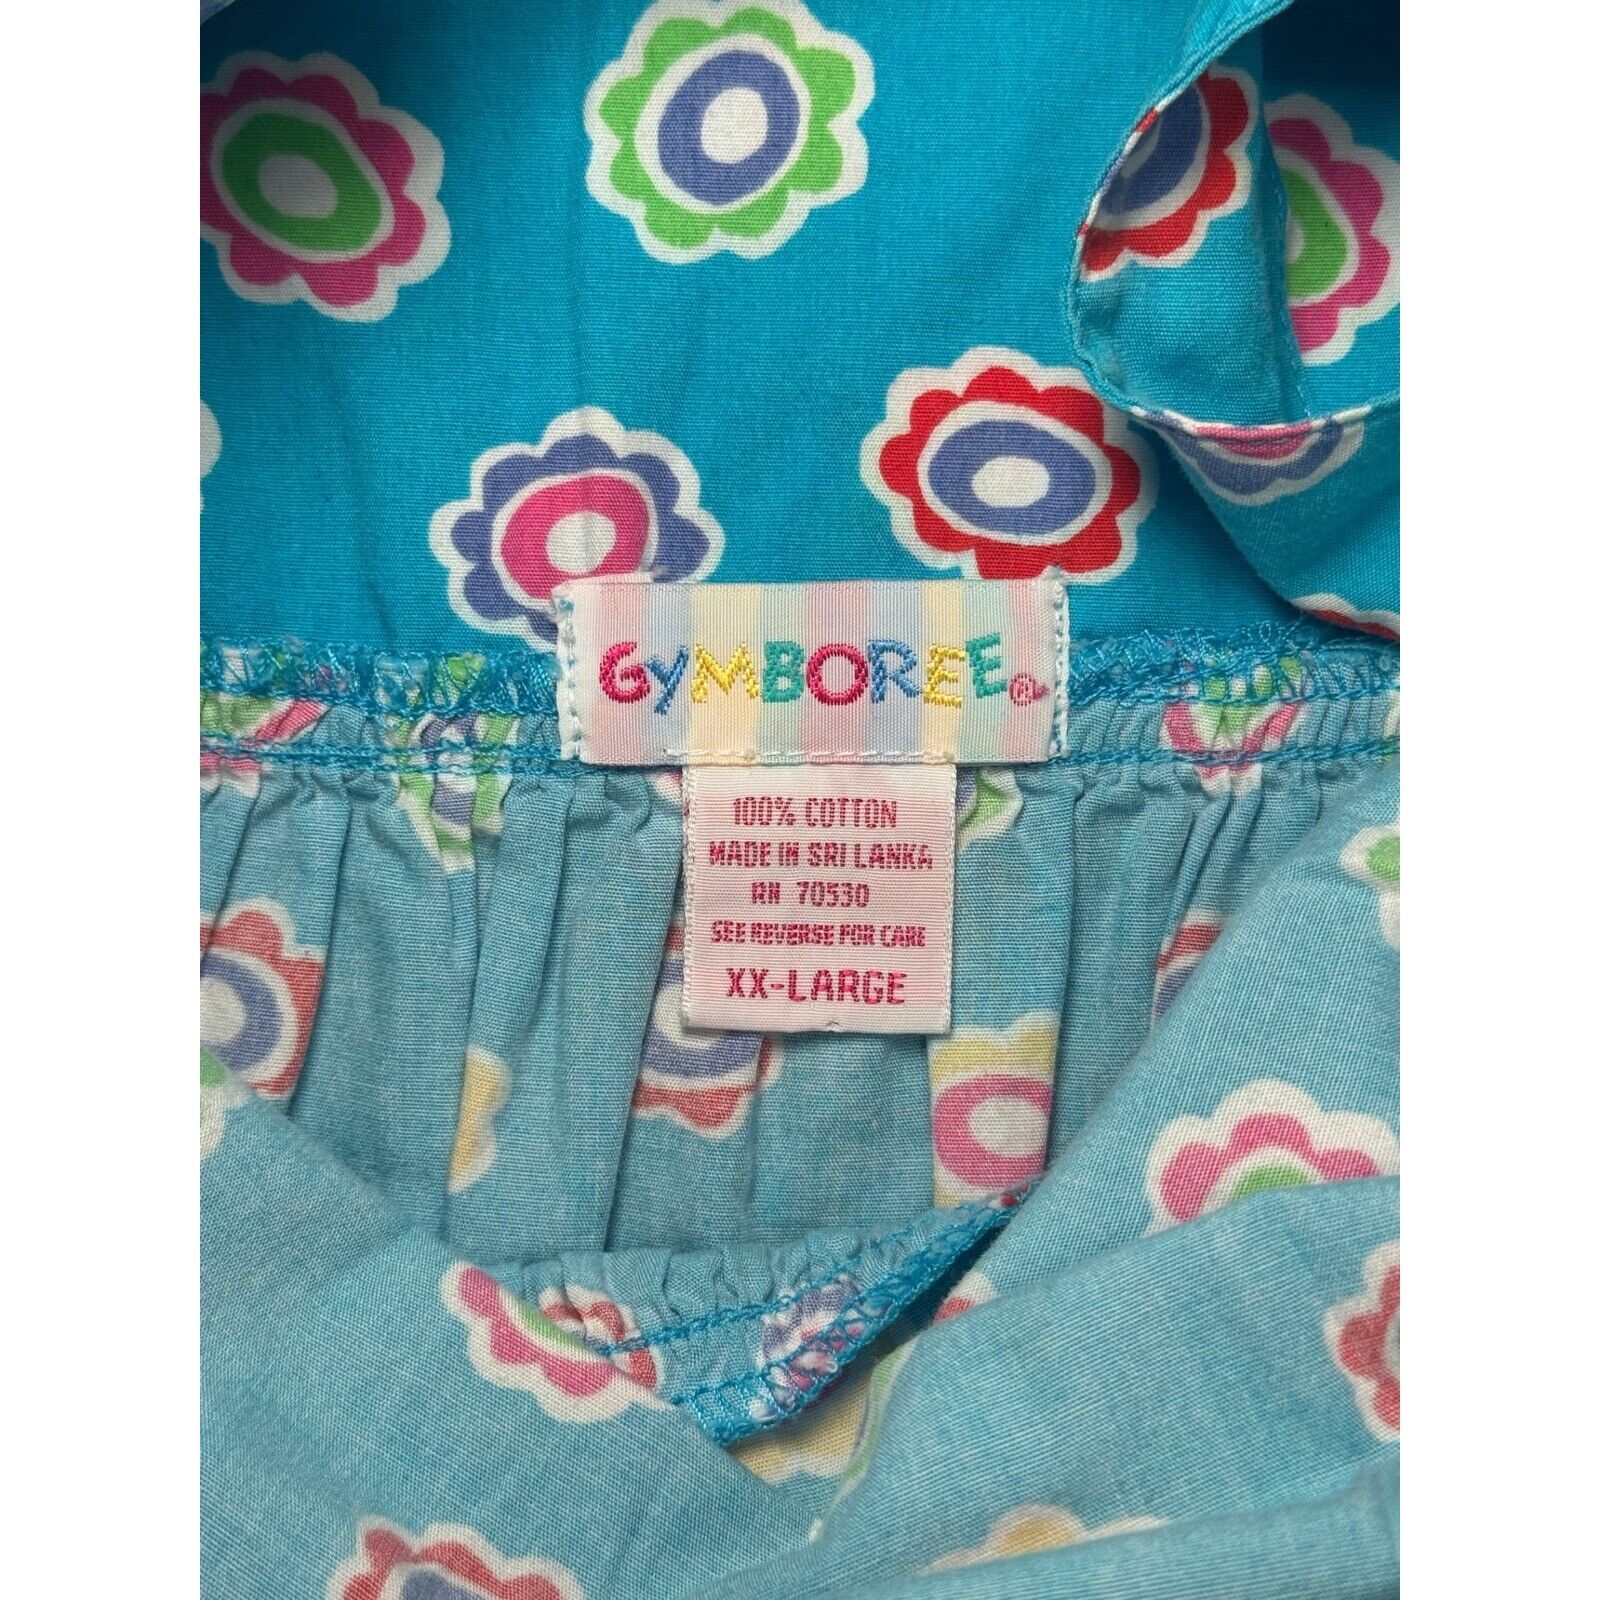 GYMBOREE®
100% COTTON
MADE IN SRI LANKA
RN 70530
SEE REVERSE FOR CARE
XX-LARGE